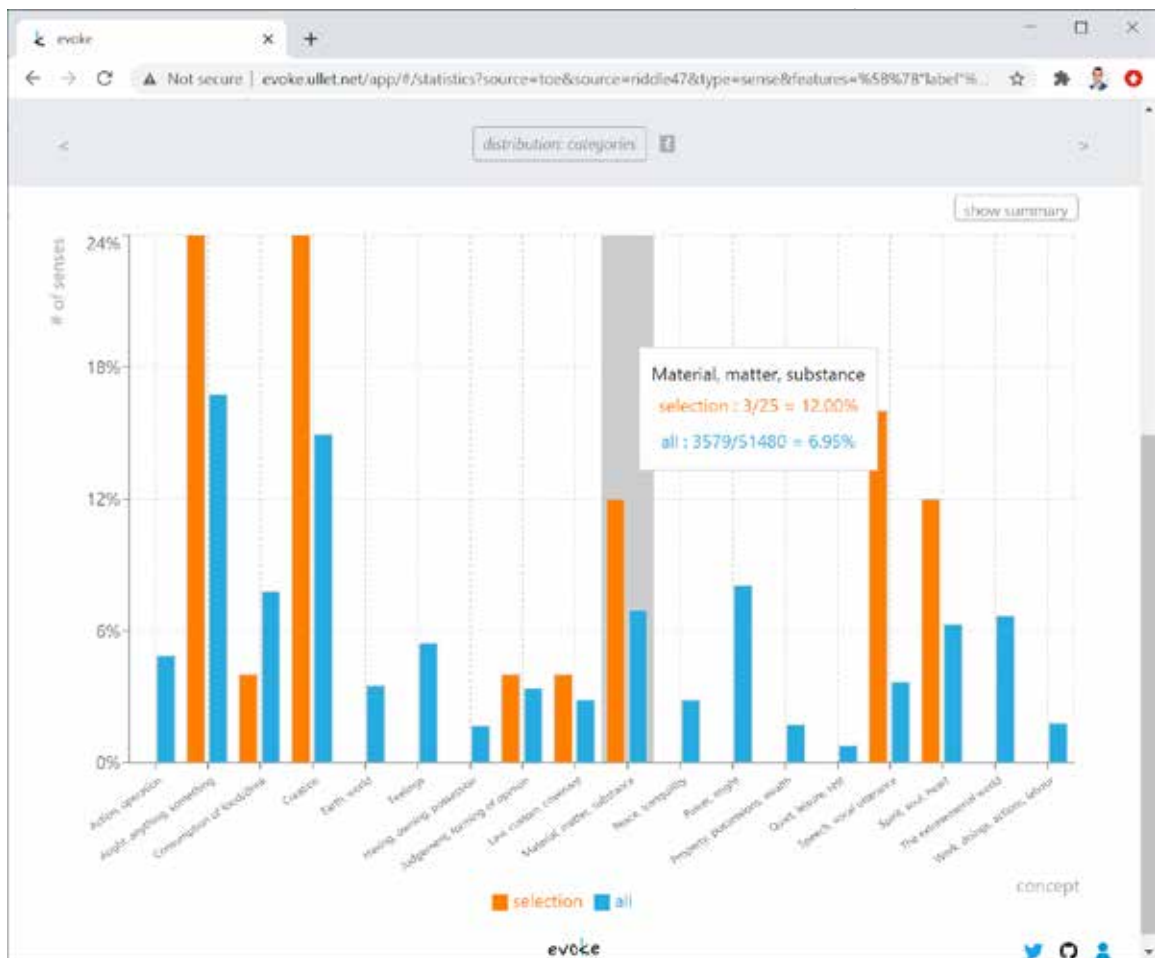 evoke
Not secure | evoke.ullet.net/app/#/statistics?source=toe&source=riddle47&type=sense&features=%5B%7B"label"%...
<
distribution: categories
>
show summary
# of senses
24%
18%
12%
6%
0%
Material, matter, substance
selection : 3/25 = 12.00%
all : 3579/51480 = 6.95%
Action, operation
Aught, anything, something
Consumption of food/drink
Creation
Earth, world
Feelings
Having, owning, possession
Judgement, forming of opinion
Law, custom, covenant
Material, matter, substance
Peace, tranquility
Power, might
Property, possessions, wealth
Quiet, leisure, rest
Speech, vocal utterance
Spirit, soul, heart
The extratemporal world
Work, doings, actions, labour
concept
selection
all
evoke